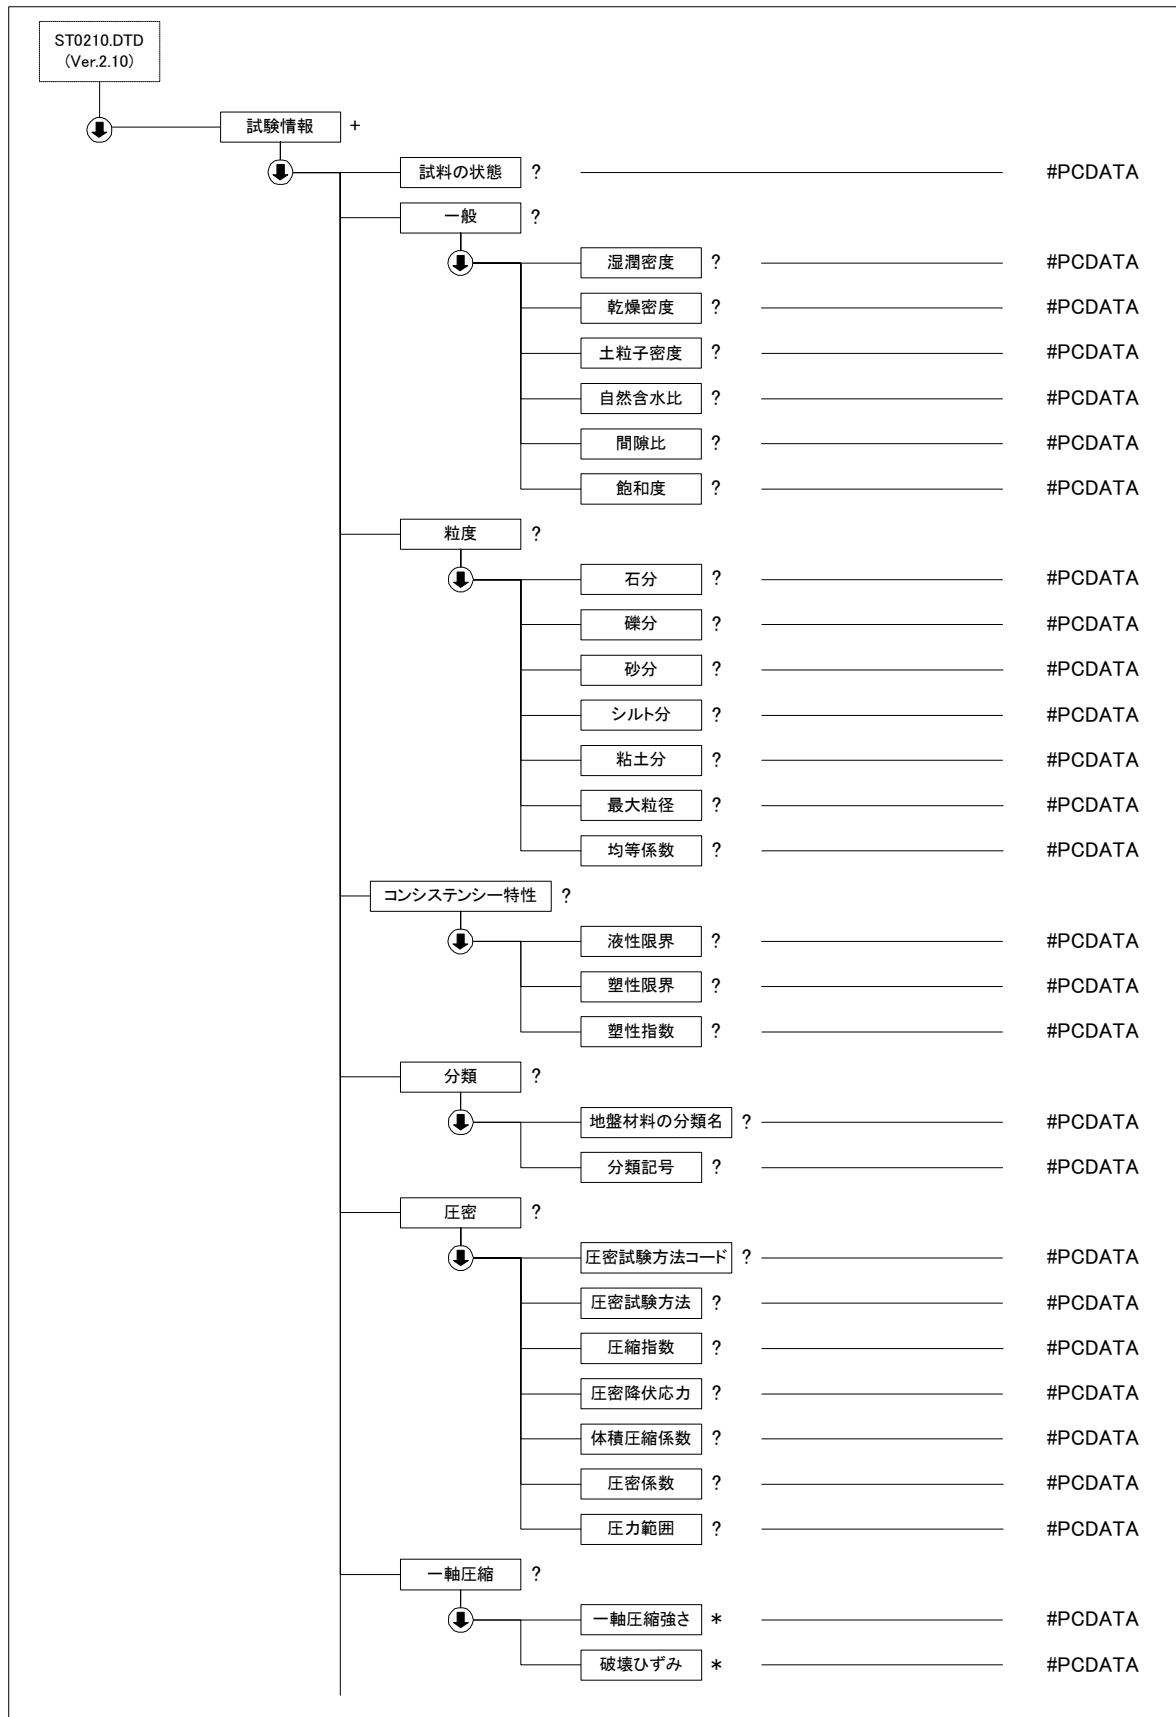 ST0210.DTD
(Ver.2.10)
試験情報 +
試料の状態 ? #PCDATA
一般 ?
湿潤密度 ? #PCDATA
乾燥密度 ? #PCDATA
土粒子密度 ? #PCDATA
自然含水比 ? #PCDATA
間隙比 ? #PCDATA
飽和度 ? #PCDATA
粒度 ?
石分 ? #PCDATA
礫分 ? #PCDATA
砂分 ? #PCDATA
シルト分 ? #PCDATA
粘土分 ? #PCDATA
最大粒径 ? #PCDATA
均等係数 ? #PCDATA
コンシステンシー特性 ?
液性限界 ? #PCDATA
塑性限界 ? #PCDATA
塑性指数 ? #PCDATA
分類 ?
地盤材料の分類名 ? #PCDATA
分類記号 ? #PCDATA
圧密 ?
圧密試験方法コード ? #PCDATA
圧密試験方法 ? #PCDATA
圧縮指数 ? #PCDATA
圧密降伏応力 ? #PCDATA
体積圧縮係数 ? #PCDATA
圧密係数 ? #PCDATA
圧力範囲 ? #PCDATA
一軸圧縮 ?
一軸圧縮強さ * #PCDATA
破壊ひずみ * #PCDATA